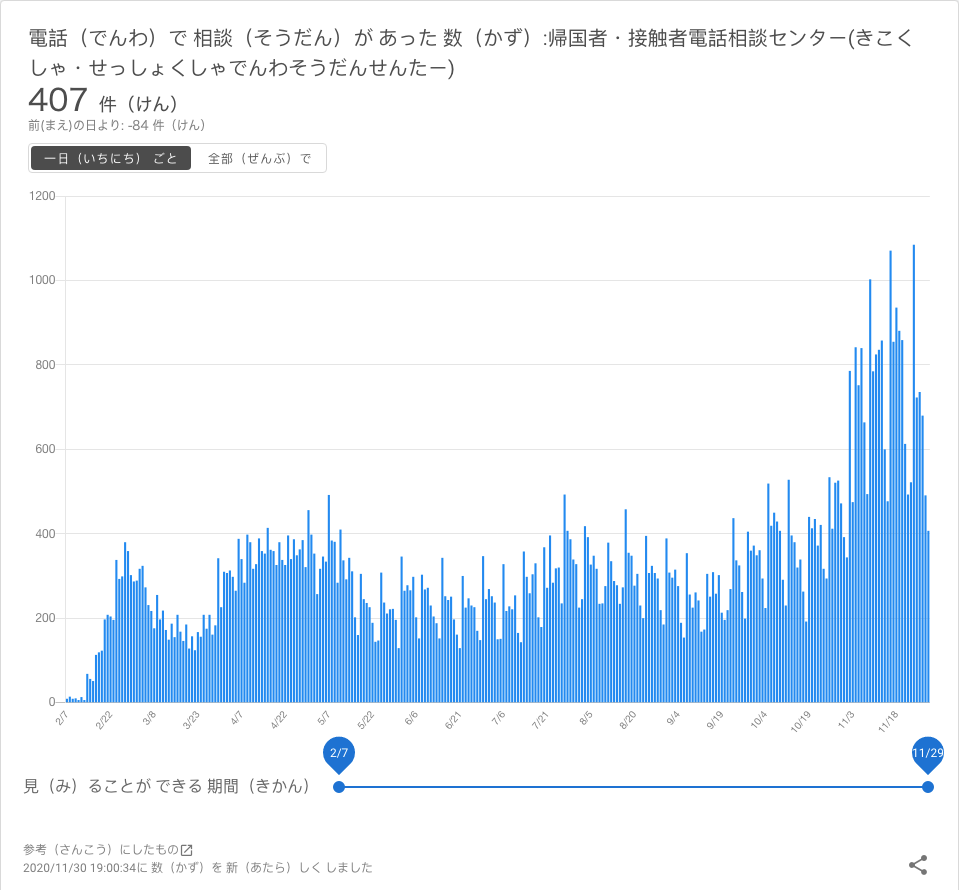 電話（でんわ）で 相談（そうだん）が あった 数（かず）:帰国者・接触者電話相談センター(きこく
しゃ・せっしょくしゃでんわそうだんせんたー)
407 件（けん）
前(まえ)の日より: -84 件（けん）
一日（いちにち） ごと 全部（ぜんぶ）で
1200
1000
800
600
400
200
0
2/7 2/22 3/8 3/23 4/7 4/22 5/7 5/22 6/6 6/21 7/6 7/21 8/5 8/20 9/4 9/19 10/4 10/19 11/3 11/18
2/7 11/29
見（み）ることが できる 期間（きかん）
参考（さんこう）にしたもの
2020/11/30 19:00:34に 数（かず）を 新（あたら）しく しました